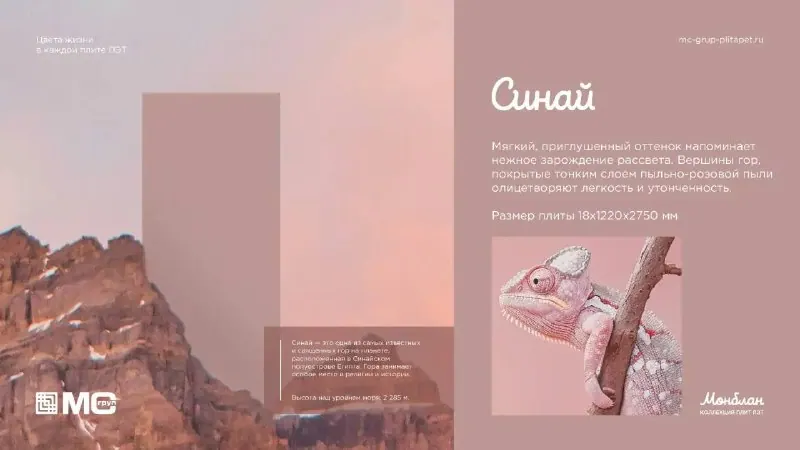 Цвета жизни
в каждой плите ПЭТ
mc-grup-plitapet.ru
Синай
Мягкий, приглушенный оттенок напоминает
нежное зарождение рассвета. Вершины гор,
покрытые тонким слоем пыльно-розовой пыли
олицетворяют легкость и утонченность.
Размер плиты 18х1220х2750 мм
Синай — это одна из самых известных
и священных гор на планете,
расположенная в Синайском
полуострове Египта. Гора занимает
особое место в религии и истории.
Высота над уровнем моря: 2 285 м.
МС груп
Монблан
КОЛЛЕКЦИЯ ПЛИТ ПЭТ